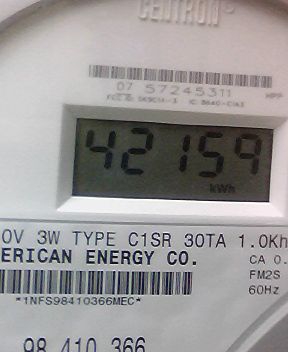 CENTRON®
07 57245311
42159
kWh
0V 3W TYPE C1SR 30TA 1.0Kh
ERICAN ENERGY CO.
CA 0.
FM2S
60Hz
*1NFS98410366MEC*
98 410 366